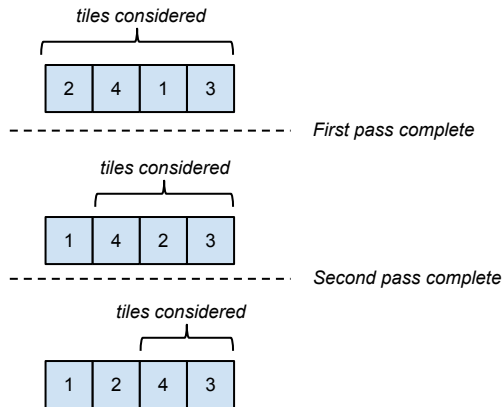 tiles considered
2 4 1 3
First pass complete
tiles considered
1 4 2 3
Second pass complete
tiles considered
1 2 4 3